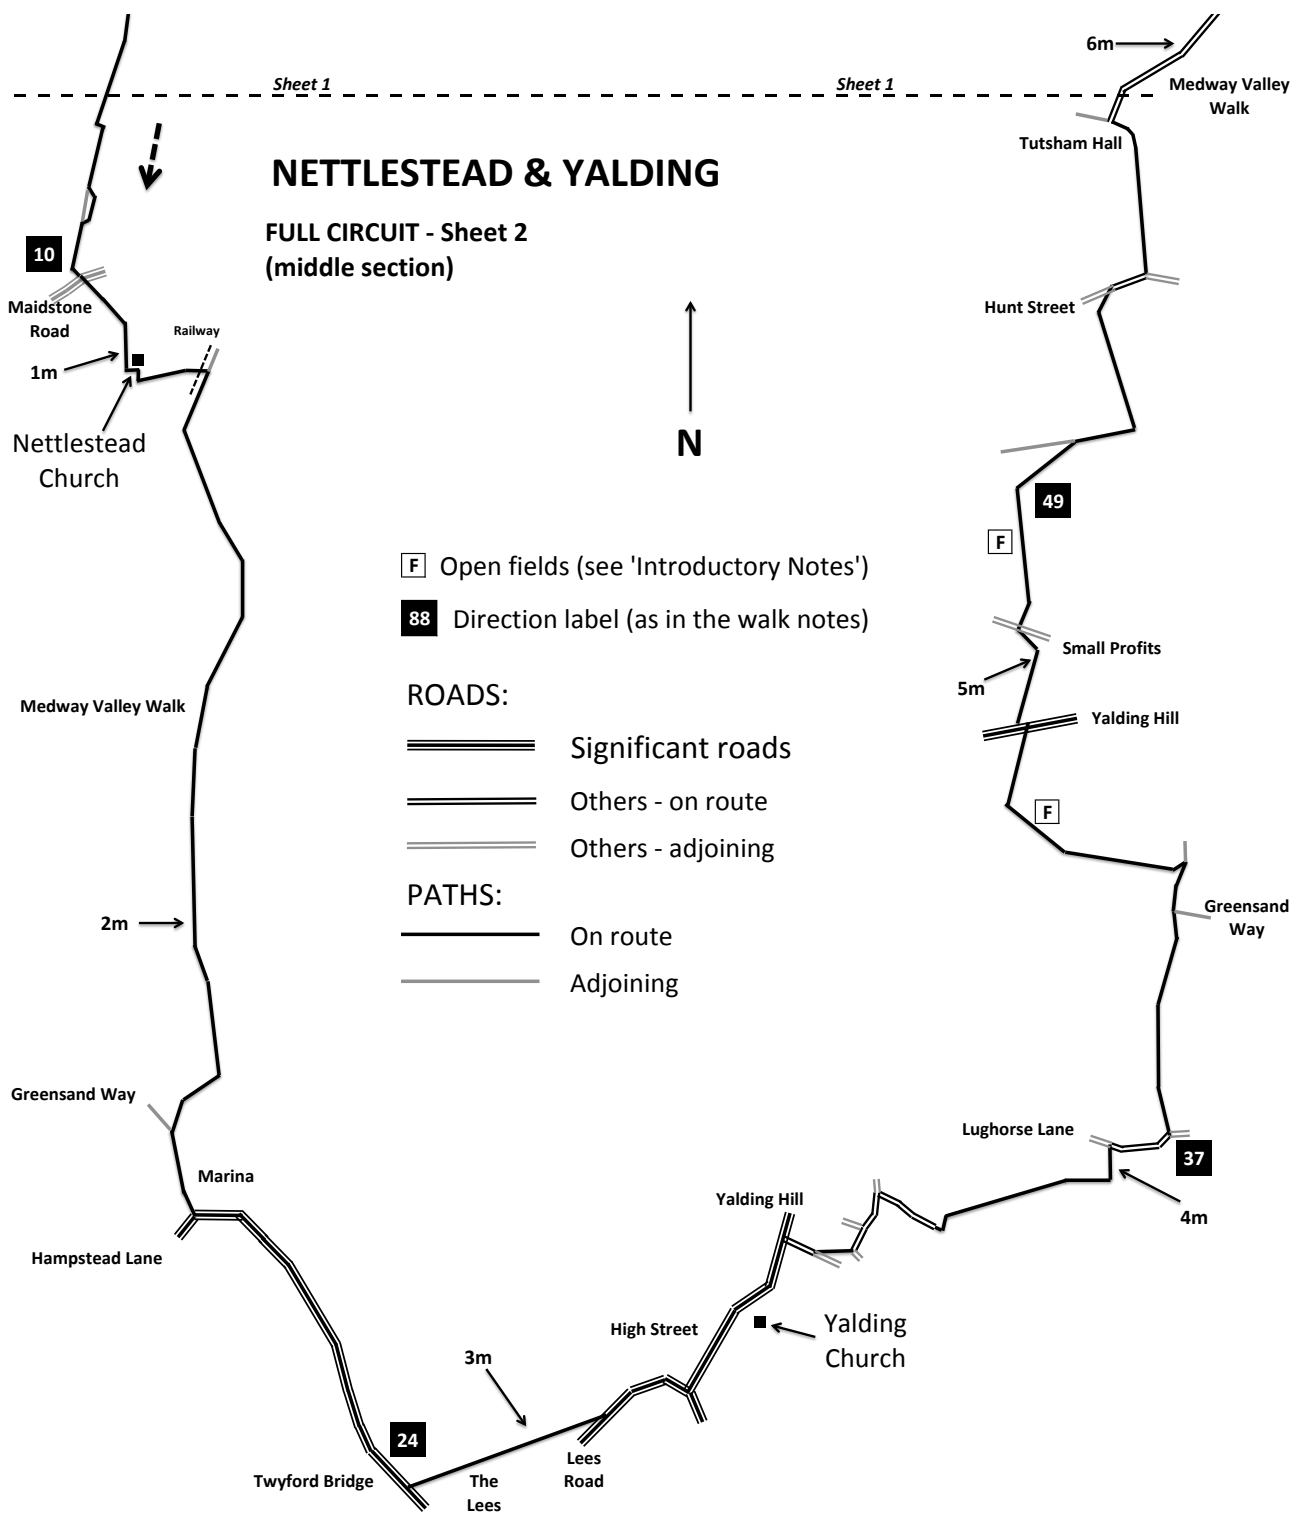 6m
Sheet 1
Sheet 1
Medway Valley
Walk
Tutsham Hall
NETTLESTEAD & YALDING
FULL CIRCUIT - Sheet 2
(middle section)
10
Maidstone
Road
Railway
1m
Nettlestead
Church
Hunt Street
N
49
F
F Open fields (see 'Introductory Notes')
88 Direction label (as in the walk notes)
Small Profits
5m
Yalding Hill
Medway Valley Walk
ROADS:
Significant roads
Others - on route
Others - adjoining
F
PATHS:
On route
Adjoining
2m
Greensand
Way
Greensand Way
Lughorse Lane
37
4m
Marina
Hampstead Lane
Yalding Hill
High Street
Yalding
Church
3m
24
Twyford Bridge
The
Lees
Lees
Road